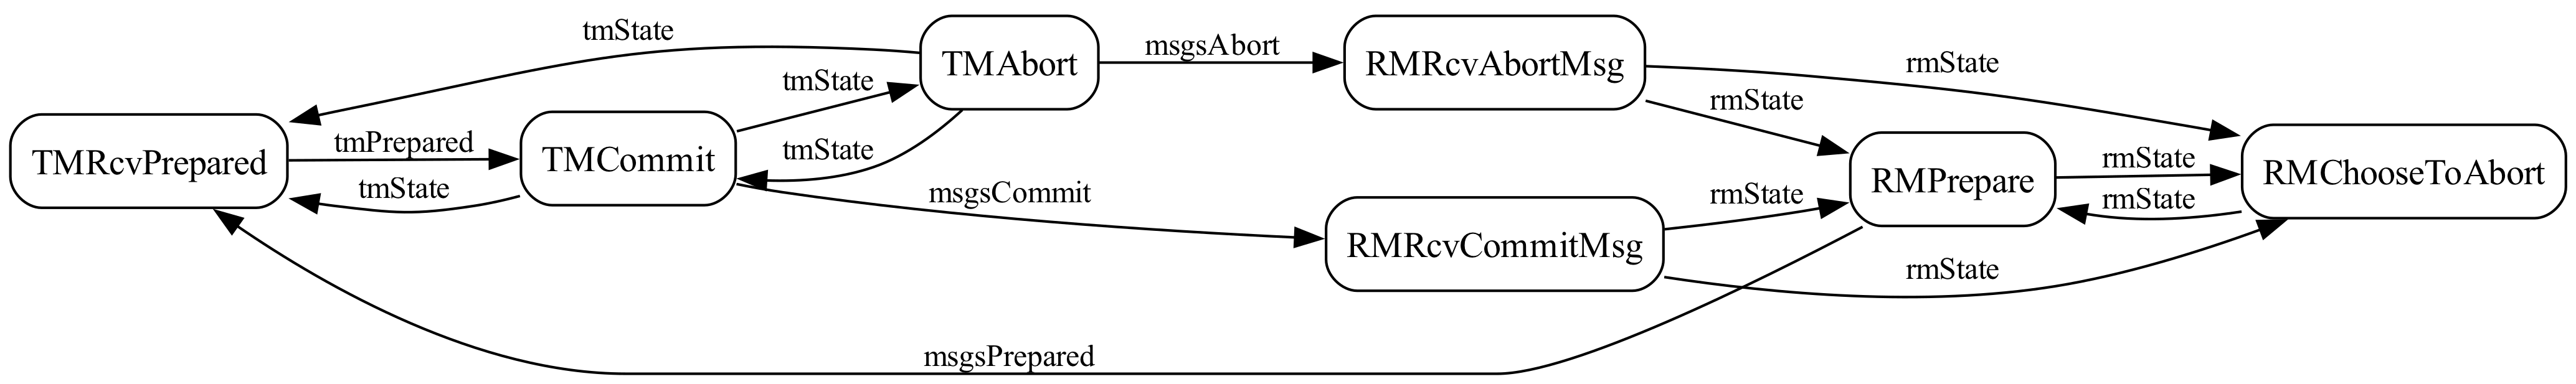 tmState
TMAbort
msgsAbort
RMRcvAbortMsg
rmState
tmState
rmState
TMRcvPrepared
tmPrepared
TMCommit
tmState
rmState
RMPrepare
rmState
RMChooseToAbort
tmState
msgsCommit
RMRcvCommitMsg
rmState
rmState
msgsPrepared